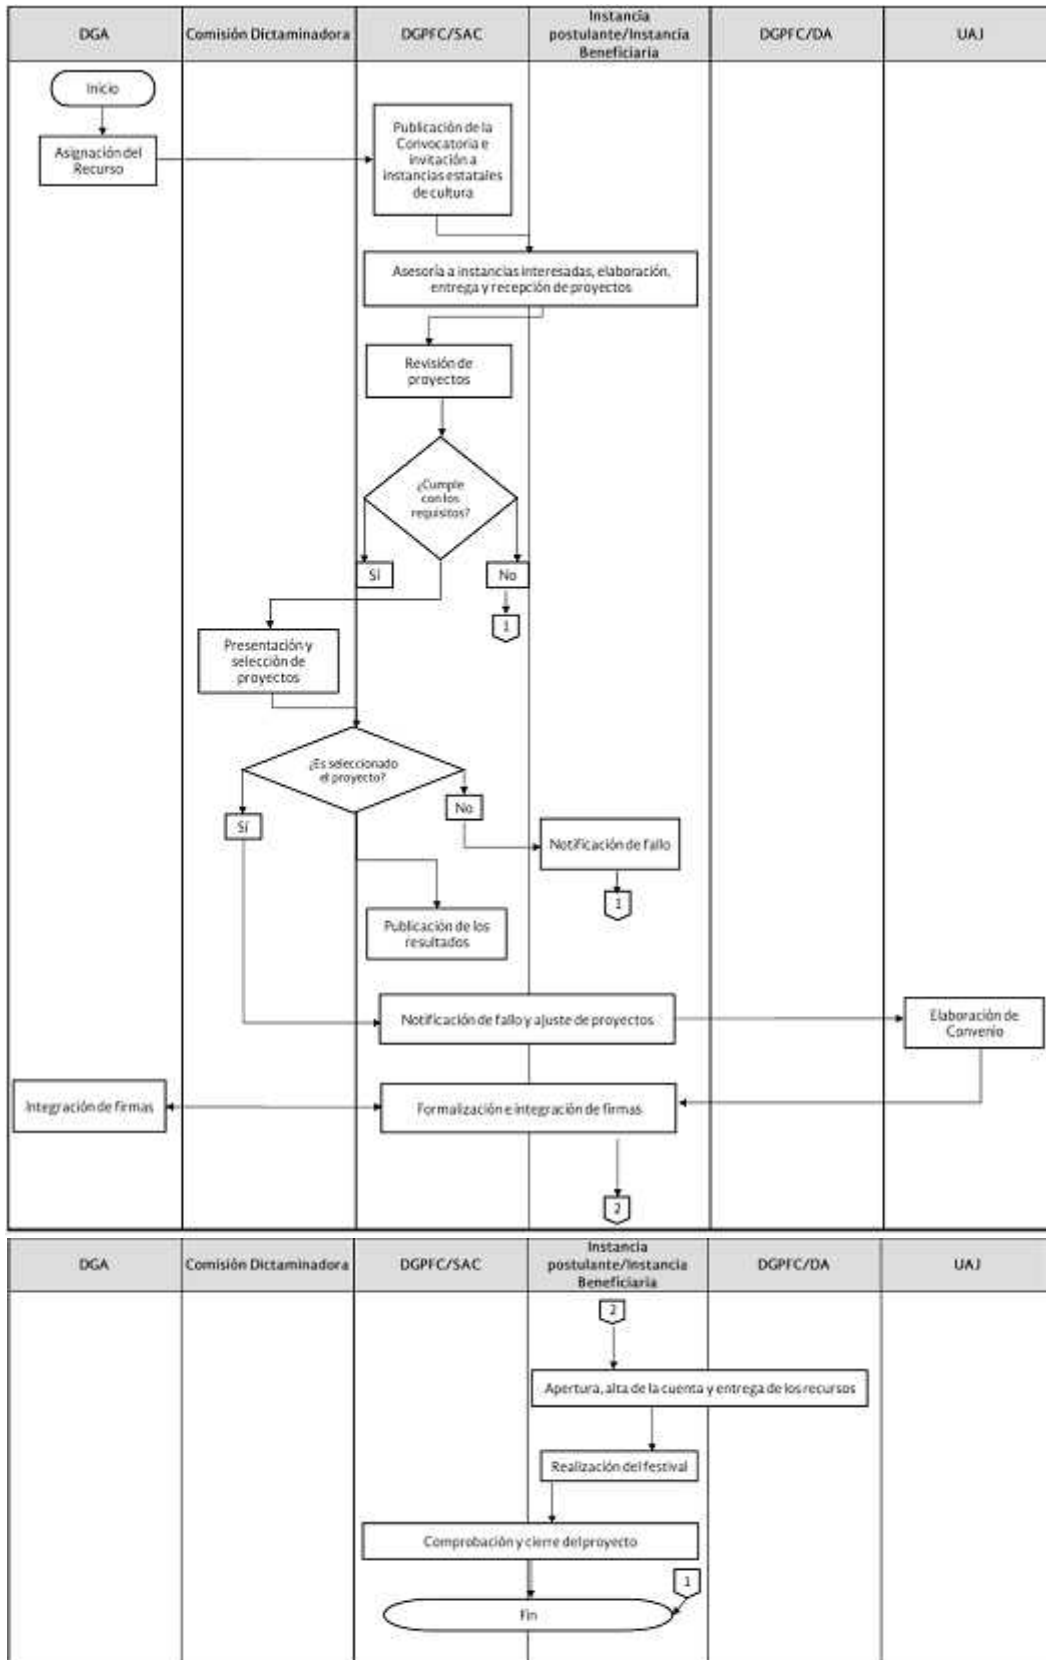 DGA
Comisión Dictaminadora
DGPFC/SAC
Instancia
postulante/Instancia
Beneficiaria
DGPFC/DA
UAJ
Inicio
Asignación del
Recurso
Publicación de la
Convocatoria e
invitación a
instancias estatales
de cultura
Asesoría a instancias interesadas, elaboración,
entrega y recepción de proyectos
Revisión de
proyectos
¿Cumple
con los
requisitos?
Sí
No
1
Presentación y
selección de
proyectos
¿Es seleccionado
el proyecto?
Sí
No
Notificación de fallo
1
Publicación de los
resultados
Notificación de fallo y ajuste de proyectos
Elaboración de
Convenio
Integración de firmas
Formalización e integración de firmas
2
DGA
Comisión Dictaminadora
DGPFC/SAC
Instancia
postulante/Instancia
Beneficiaria
DGPFC/DA
UAJ
2
Apertura, alta de la cuenta y entrega de los recursos
Realización del festival
Comprobación y cierre del proyecto
1
Fin